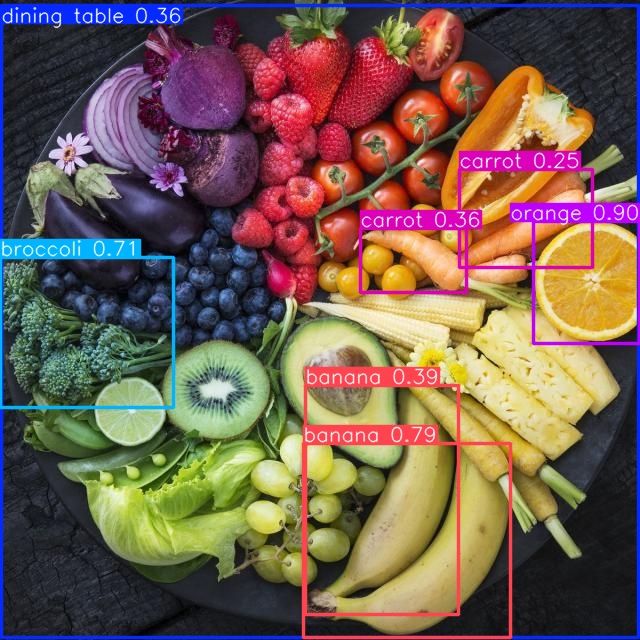 dining table 0.36
carrot 0.25
carrot 0.36
orange 0.90
broccoli 0.71
banana 0.39
banana 0.79